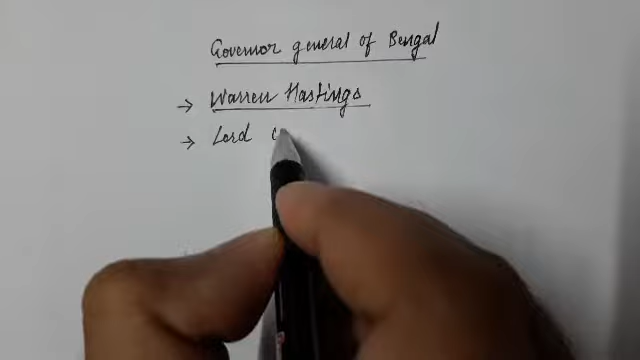 Governor general of Bengal
→ Warren Hastings
→ Lord